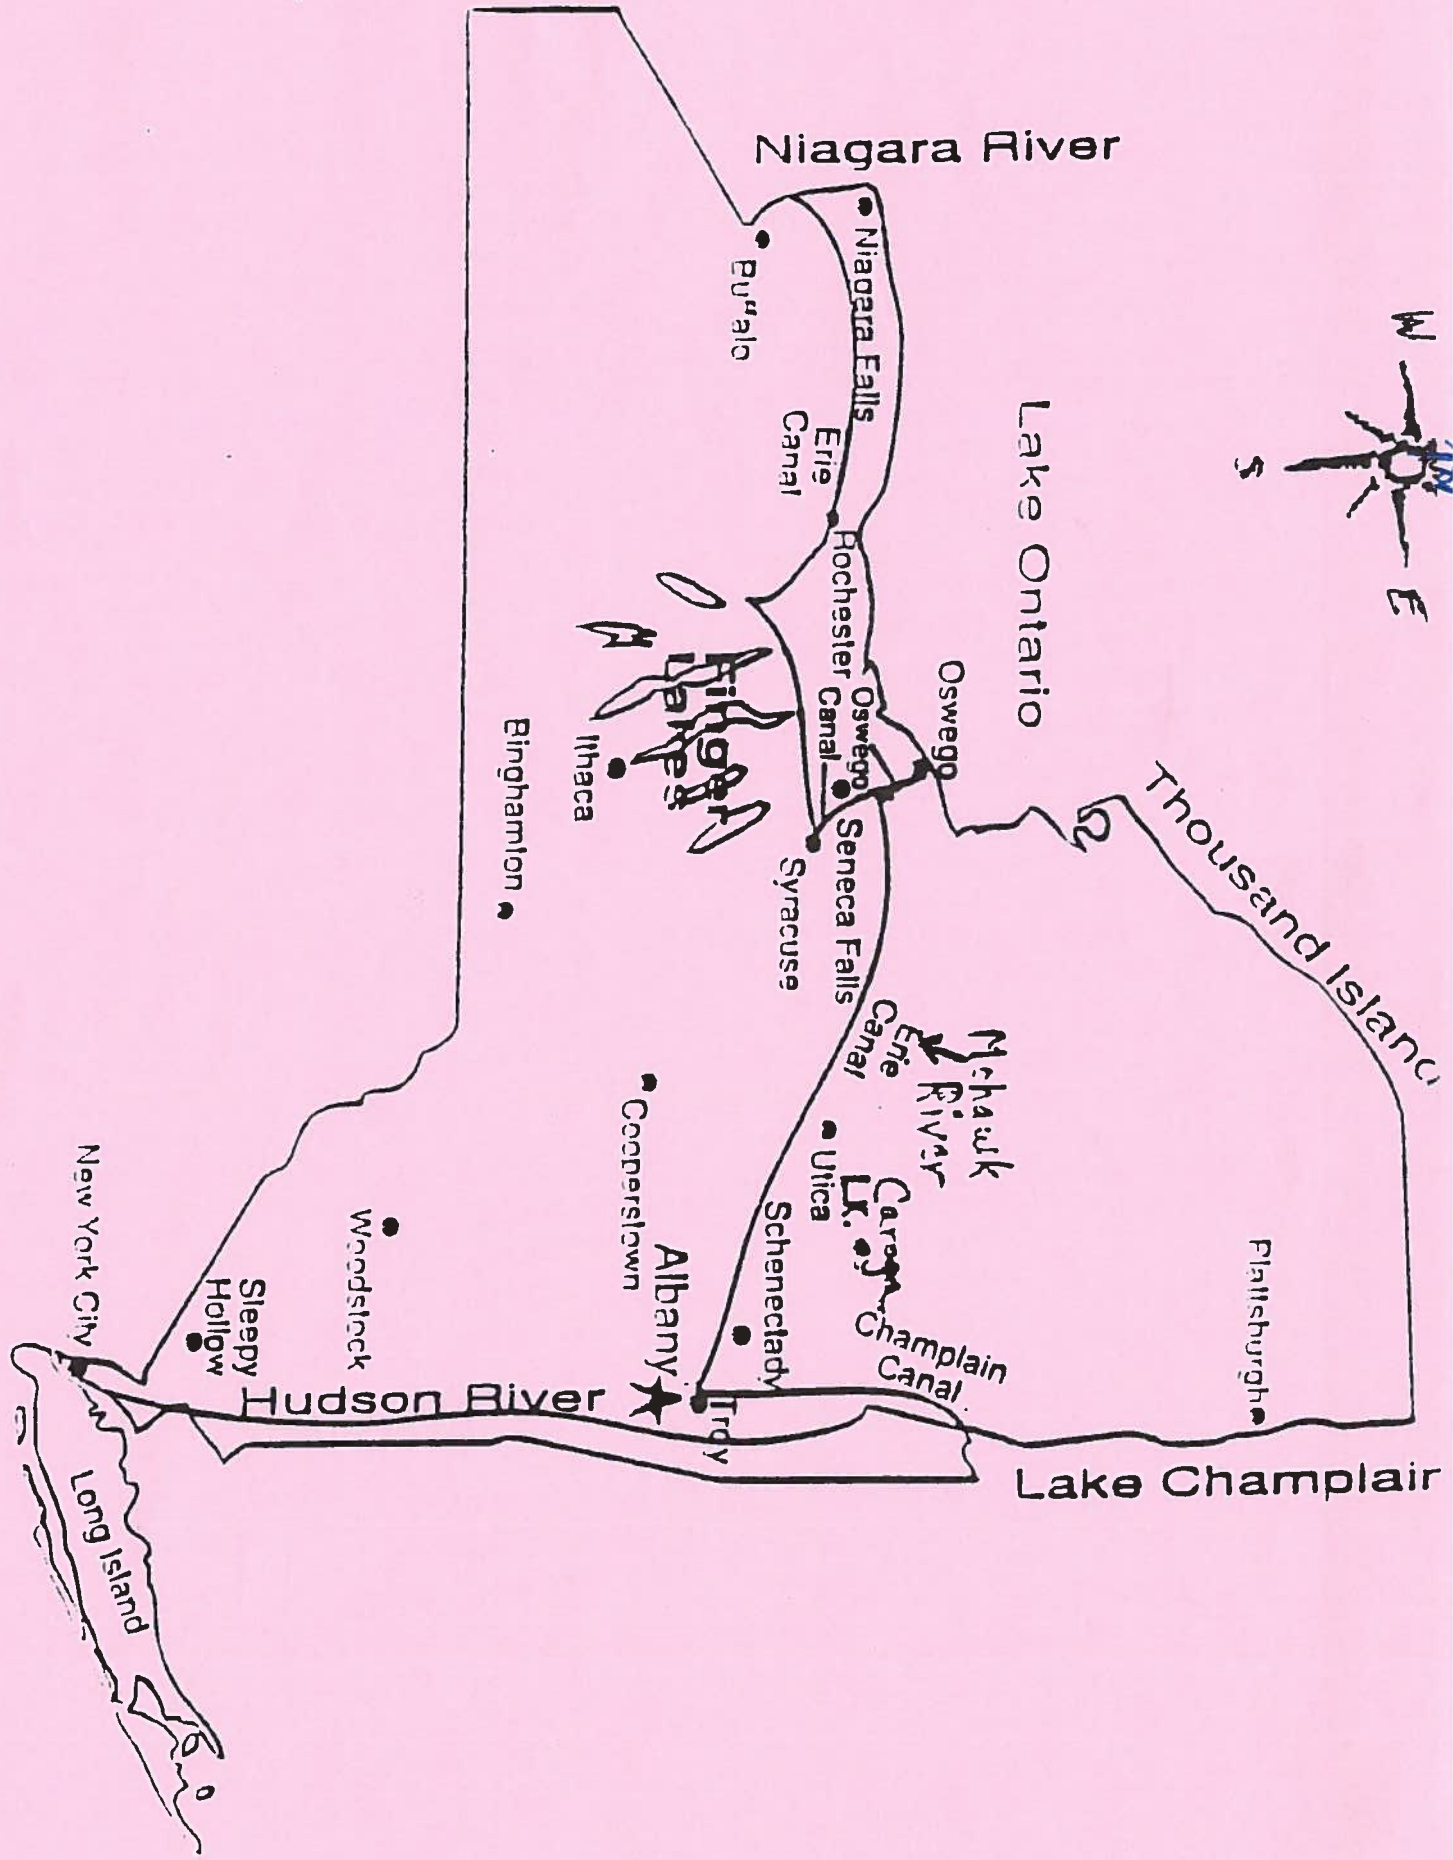 W
N
E
S
Niagara River
Lake Ontario
Thousand Island
Niagara Falls
Buffalo
Erie
Canal
Rochester
Oswego
Oswego
Canal
Seneca Falls
Syracuse
Finger
Lakes
Ithaca
Binghamton
Mohawk
River
Erie
Canal
Utica
Lk.
Schenectady
Champlain
Canal
Plattsburgh
Cooperstown
Albany
Troy
Lake Champlair
Woodstock
Sleepy
Hollow
Hudson River
New York City
Long Island